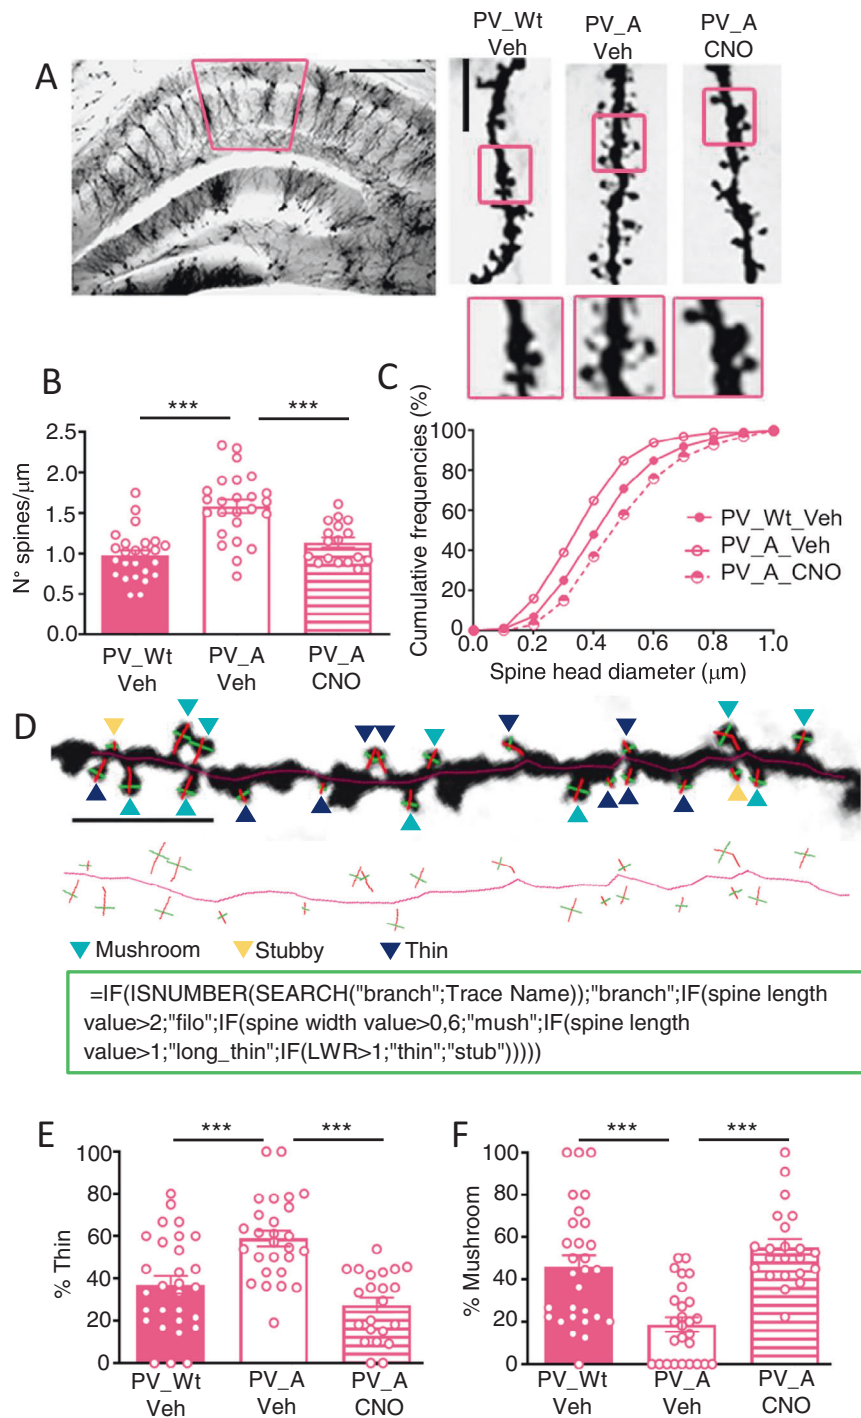 A
PV_Wt
Veh
PV_A
Veh
PV_A
CNO
B
***
***
N° spines/μm
2.5
2.0
1.5
1.0
0.5
0.0
PV_Wt
Veh
PV_A
Veh
PV_A
CNO
C
Cumulative frequencies (%)
100
80
60
40
20
0
0.0
0.2
0.4
0.6
0.8
1.0
Spine head diameter (μm)
PV_Wt_Veh
PV_A_Veh
PV_A_CNO
D
Mushroom
Stubby
Thin
=IF(ISNUMBER(SEARCH("branch";Trace Name));"branch";IF(spine length
value>2;"filo";IF(spine width value>0,6;"mush";IF(spine length
value>1;"long_thin";IF(LWR>1;"thin";"stub")))))
E
***
***
% Thin
100
80
60
40
20
0
PV_Wt
Veh
PV_A
Veh
PV_A
CNO
F
***
***
% Mushroom
100
80
60
40
20
0
PV_Wt
Veh
PV_A
Veh
PV_A
CNO